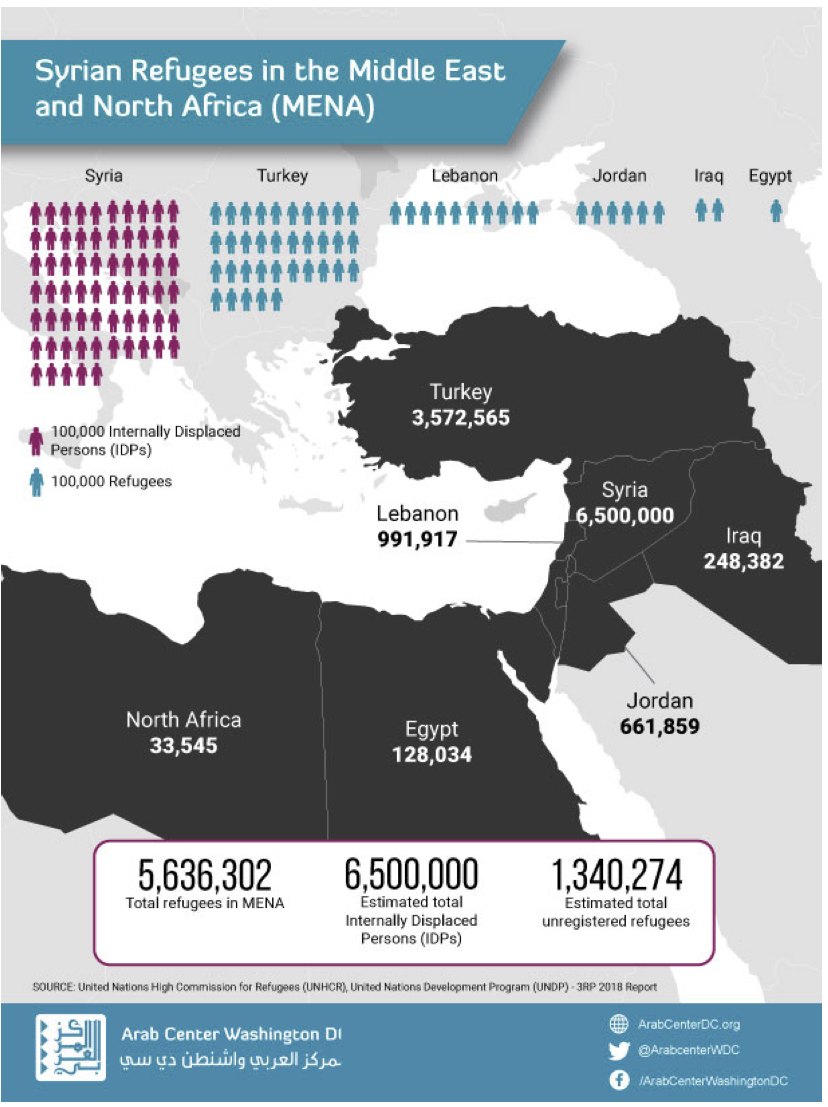 Syrian Refugees in the Middle East
and North Africa (MENA)
Syria
Turkey
Lebanon
Jordan
Iraq
Egypt
100,000 Internally Displaced
Persons (IDPs)
100,000 Refugees
Turkey
3,572,565
Syria
6,500,000
Lebanon
991,917
Iraq
248,382
Jordan
661,859
North Africa
33,545
Egypt
128,034
5,636,302
Total refugees in MENA
6,500,000
Estimated total
Internally Displaced
Persons (IDPs)
1,340,274
Estimated total
unregistered refugees
SOURCE: United Nations High Commission for Refugees (UNHCR), United Nations Development Program (UNDP) - 3RP 2018 Report
Arab Center Washington D
المركز العربي واشنطن دي سي
ArabCenterDC.org
@ArabcenterWDC
/ArabCenterWashingtonDC